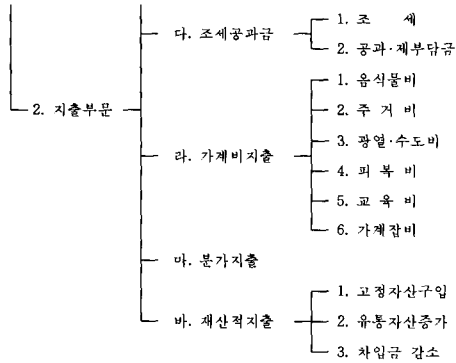 1. 조 세
다. 조세공과금
2. 공과·제부담금
1. 음식물비
2. 지출부문
2. 주 거 비
3. 광열·수도비
라. 가계비지출
4. 피 복 비
5. 교 육 비
6. 가계잡비
마. 분가지출
1. 고정자산구입
바. 재산적지출
2. 유통자산증가
3. 차입금 감소